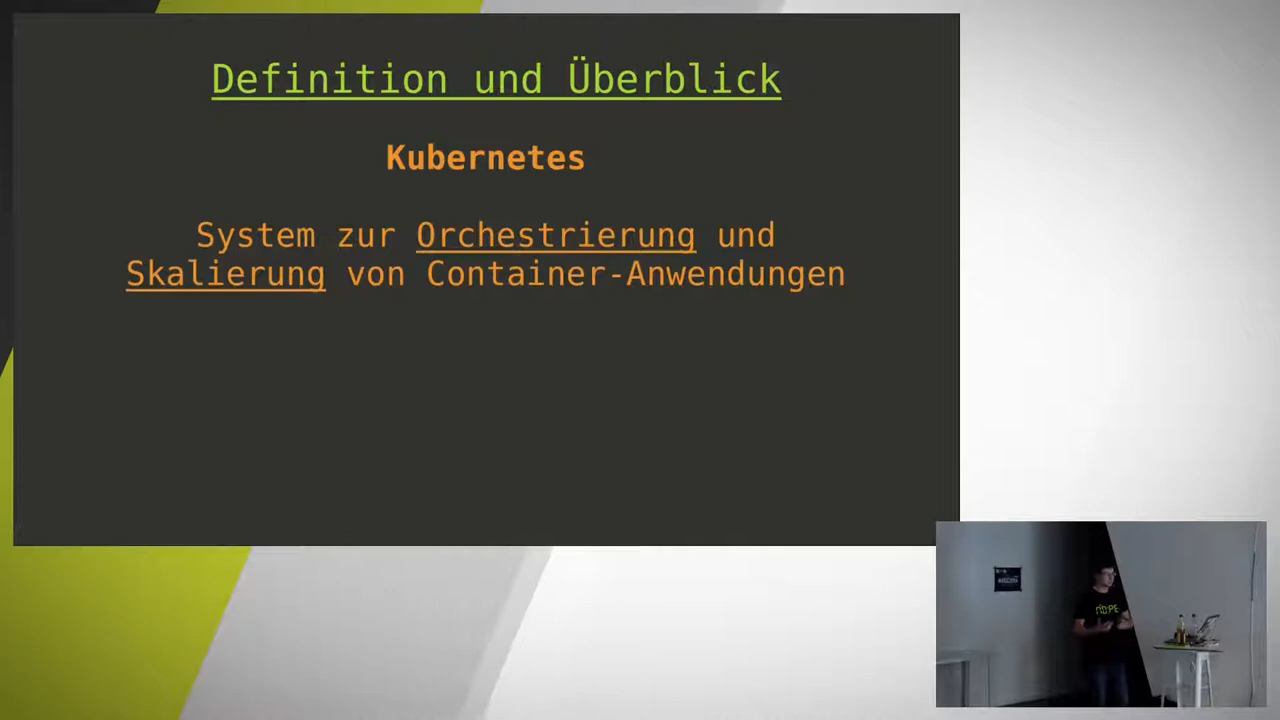 Definition und Überblick
Kubernetes
System zur Orchestrierung und
Skalierung von Container-Anwendungen